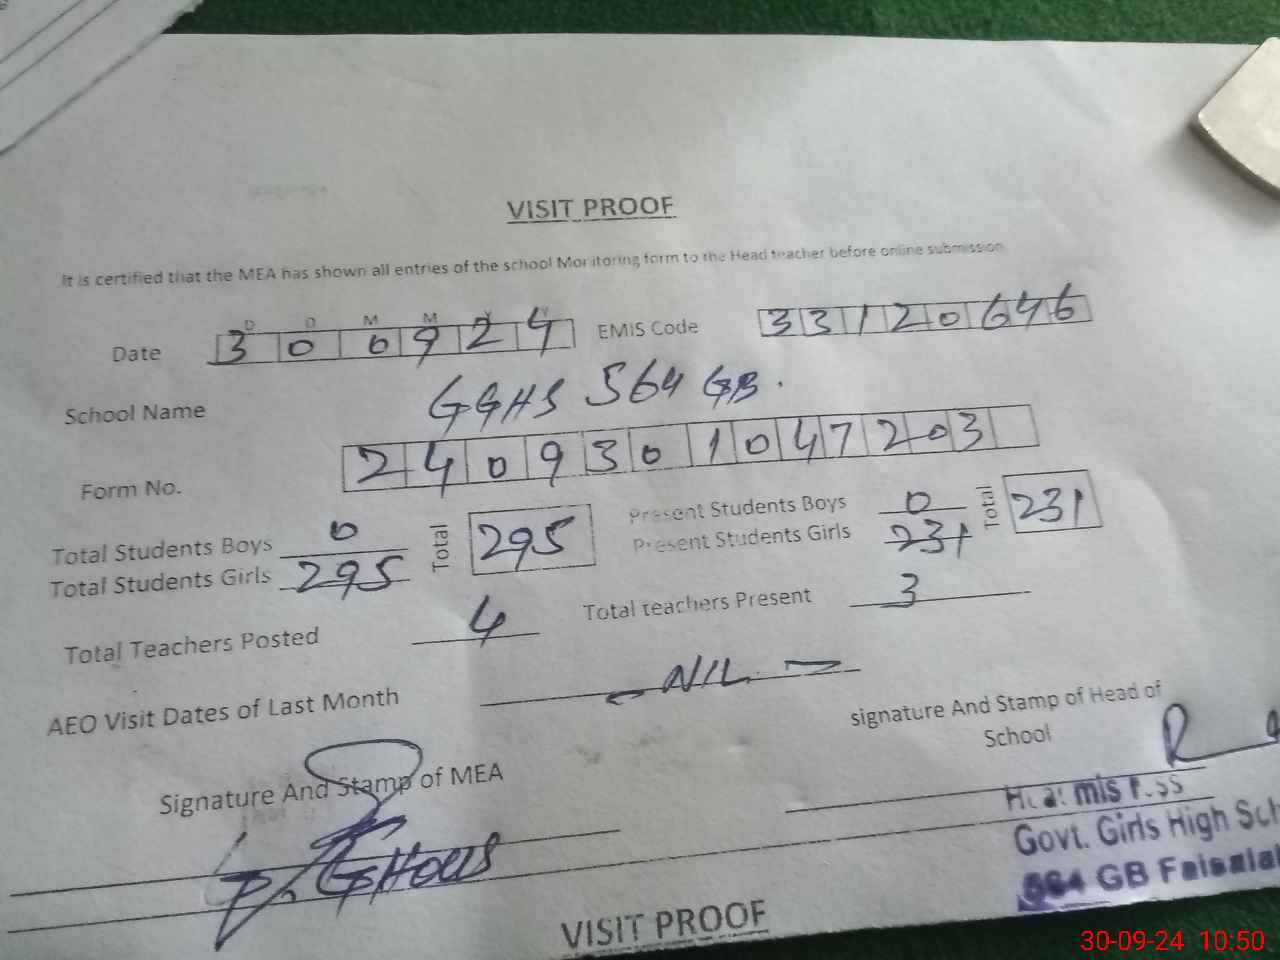 VISIT PROOF
It is certified that the MEA has shown all entries of the school Monitoring form to the Head teacher before online submission
D D M M Y Y
Date 3 0 0 9 2 4 EMIS Code 3 3 1 2 0 6 4 6
School Name GGHS 564 GB.
Form No. 2 4 0 9 3 0 1 0 4 7 2 0 3
Total Students Boys 0 Total 295 Present Students Boys 0 Total 231
Total Students Girls 295 Present Students Girls 231
Total Teachers Posted 4 Total teachers Present 3
AEO Visit Dates of Last Month NIL
Signature And Stamp of MEA
signature And Stamp of Head of
School
Govt. Girls High Sch
564 GB Faisalab
VISIT PROOF
30-09-24 10:50